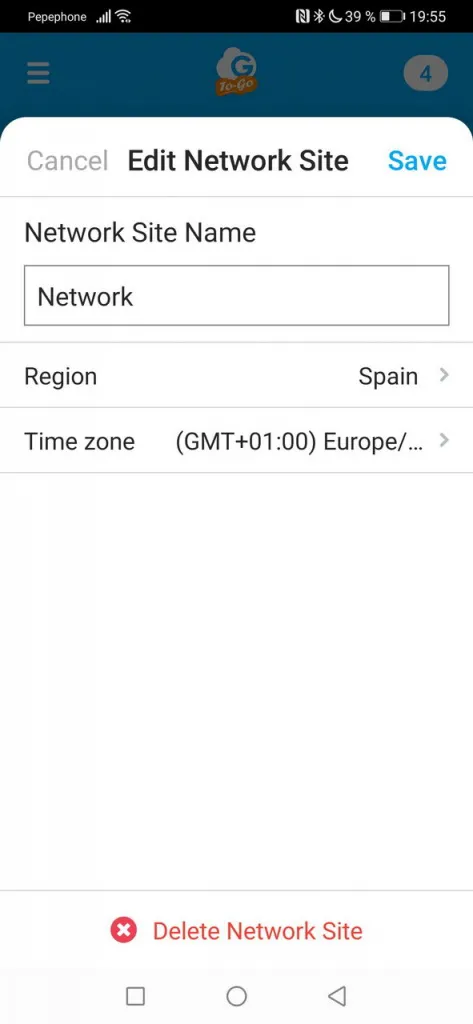 Pepephone 39 % 19:55
G
To-Go
4
Cancel Edit Network Site Save
Network Site Name
Network
Region Spain
Time zone (GMT+01:00) Europe/...
Delete Network Site